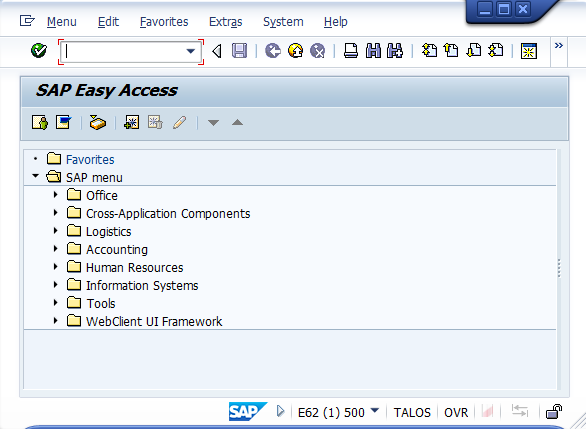 Menu Edit Favorites Extras System Help
»
SAP Easy Access
Favorites
SAP menu
Office
Cross-Application Components
Logistics
Accounting
Human Resources
Information Systems
Tools
WebClient UI Framework
SAP E62 (1) 500 TALOS OVR